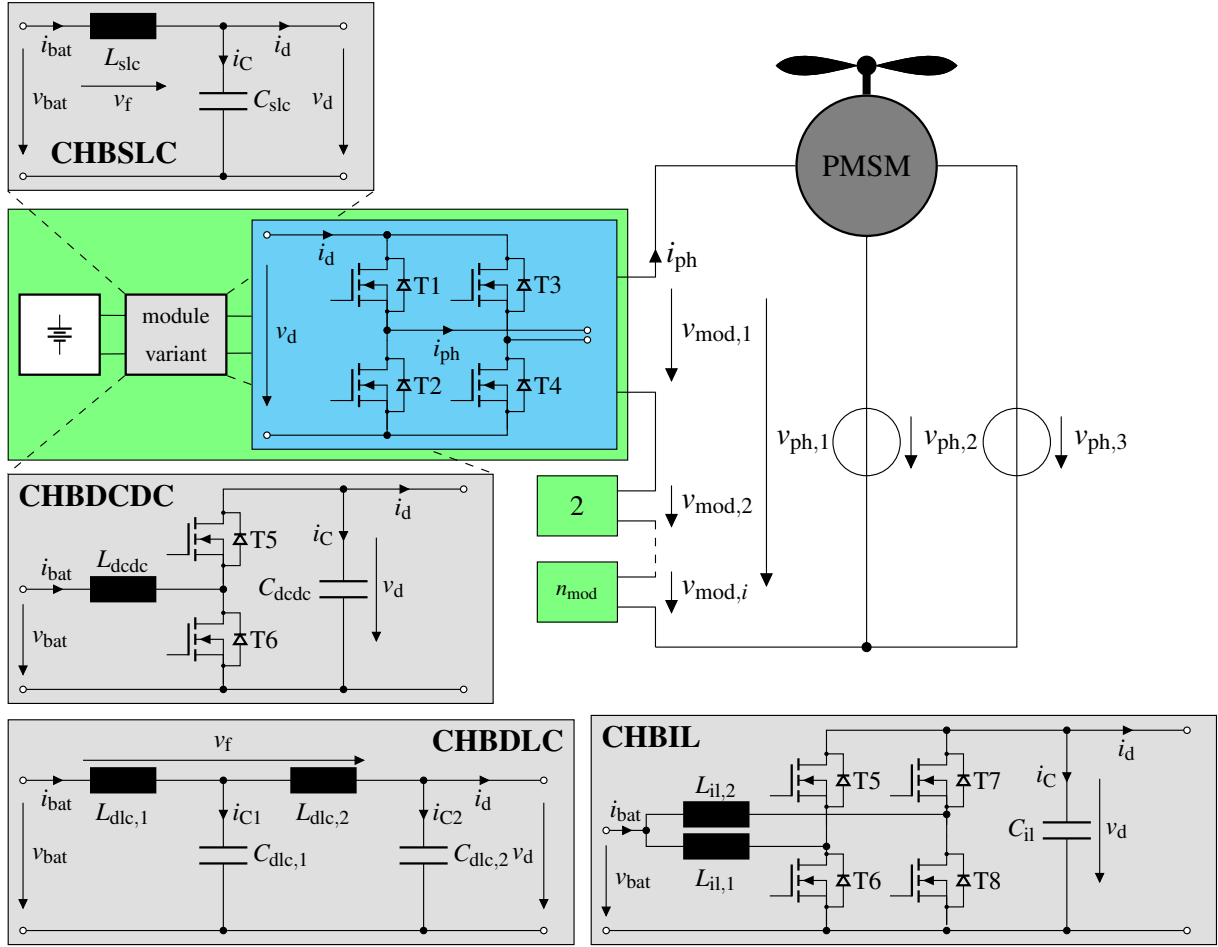 i_bat
L_slc
i_d
i_C
v_bat
v_f
C_slc
v_d
CHBSLC
PMSM
i_d
T1
T3
i_ph
v_mod,1
module
variant
v_d
i_ph
T2
T4
v_ph,1
v_ph,2
v_ph,3
CHBDCDC
i_d
2
v_mod,2
i_C
T5
L_dcdc
i_bat
C_dcdc
v_d
n_mod
v_mod,i
v_bat
T6
v_f
CHBDLC
i_bat
L_dlc,1
i_C1
L_dlc,2
i_C2
i_d
v_bat
C_dlc,1
C_dlc,2
v_d
CHBIL
i_d
T5
T7
i_C
L_il,2
i_bat
C_il
v_d
v_bat
L_il,1
T6
T8